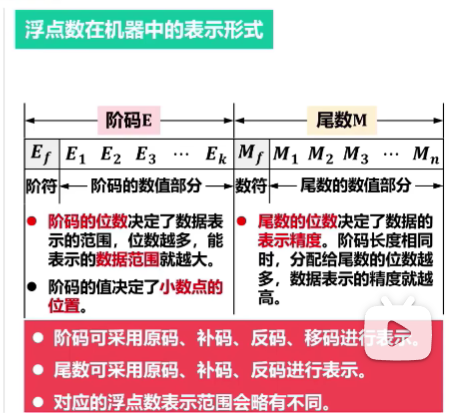 浮点数在机器中的表示形式
阶码E 尾数M
E_f E_1 E_2 E_3 ⋯ E_k M_f M_1 M_2 M_3 ⋯ M_n
阶符 阶码的数值部分 数符 尾数的数值部分
● 阶码的位数决定了数据表
示的范围，位数越多，能
表示的数据范围就越大。
● 阶码的值决定了小数点的
位置。
● 尾数的位数决定了数据的
表示精度。阶码长度相同
时，分配给尾数的位数越
多，数据表示的精度就越
高。
● 阶码可采用原码、补码、反码、移码进行表示。
● 尾数可采用原码、补码、反码进行表示。
● 对应的浮点数表示范围会略有不同。